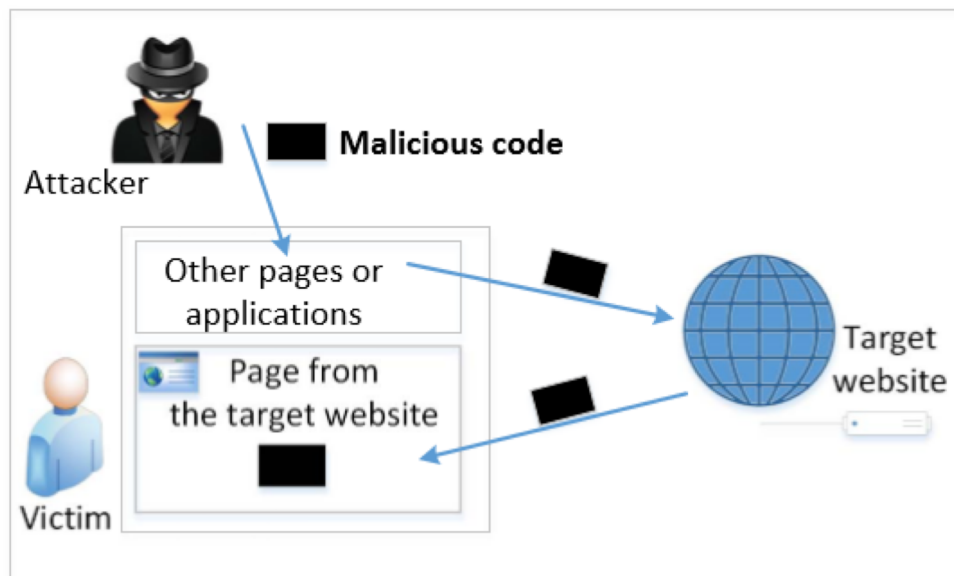 Malicious code
Attacker
Other pages or
applications
Page from
the target website
Target
website
Victim